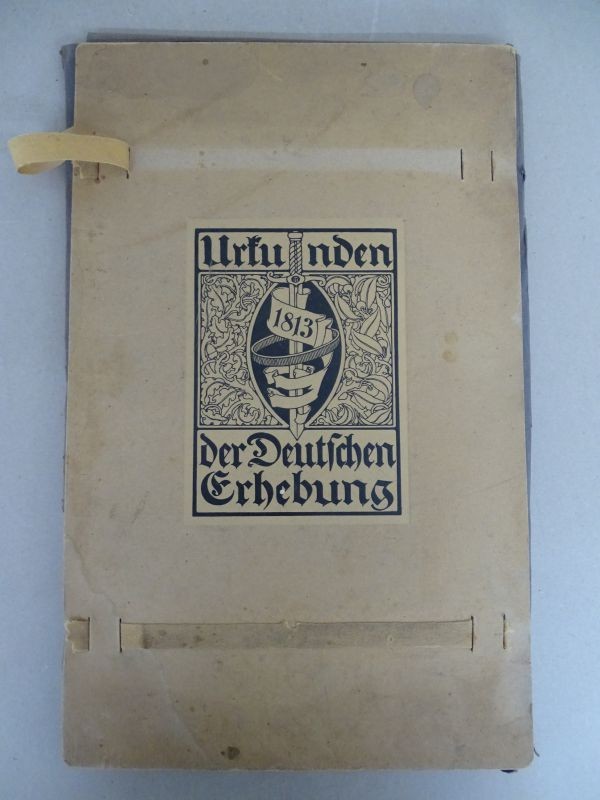 Urkunden
1813
der Deutſchen
Erhebung